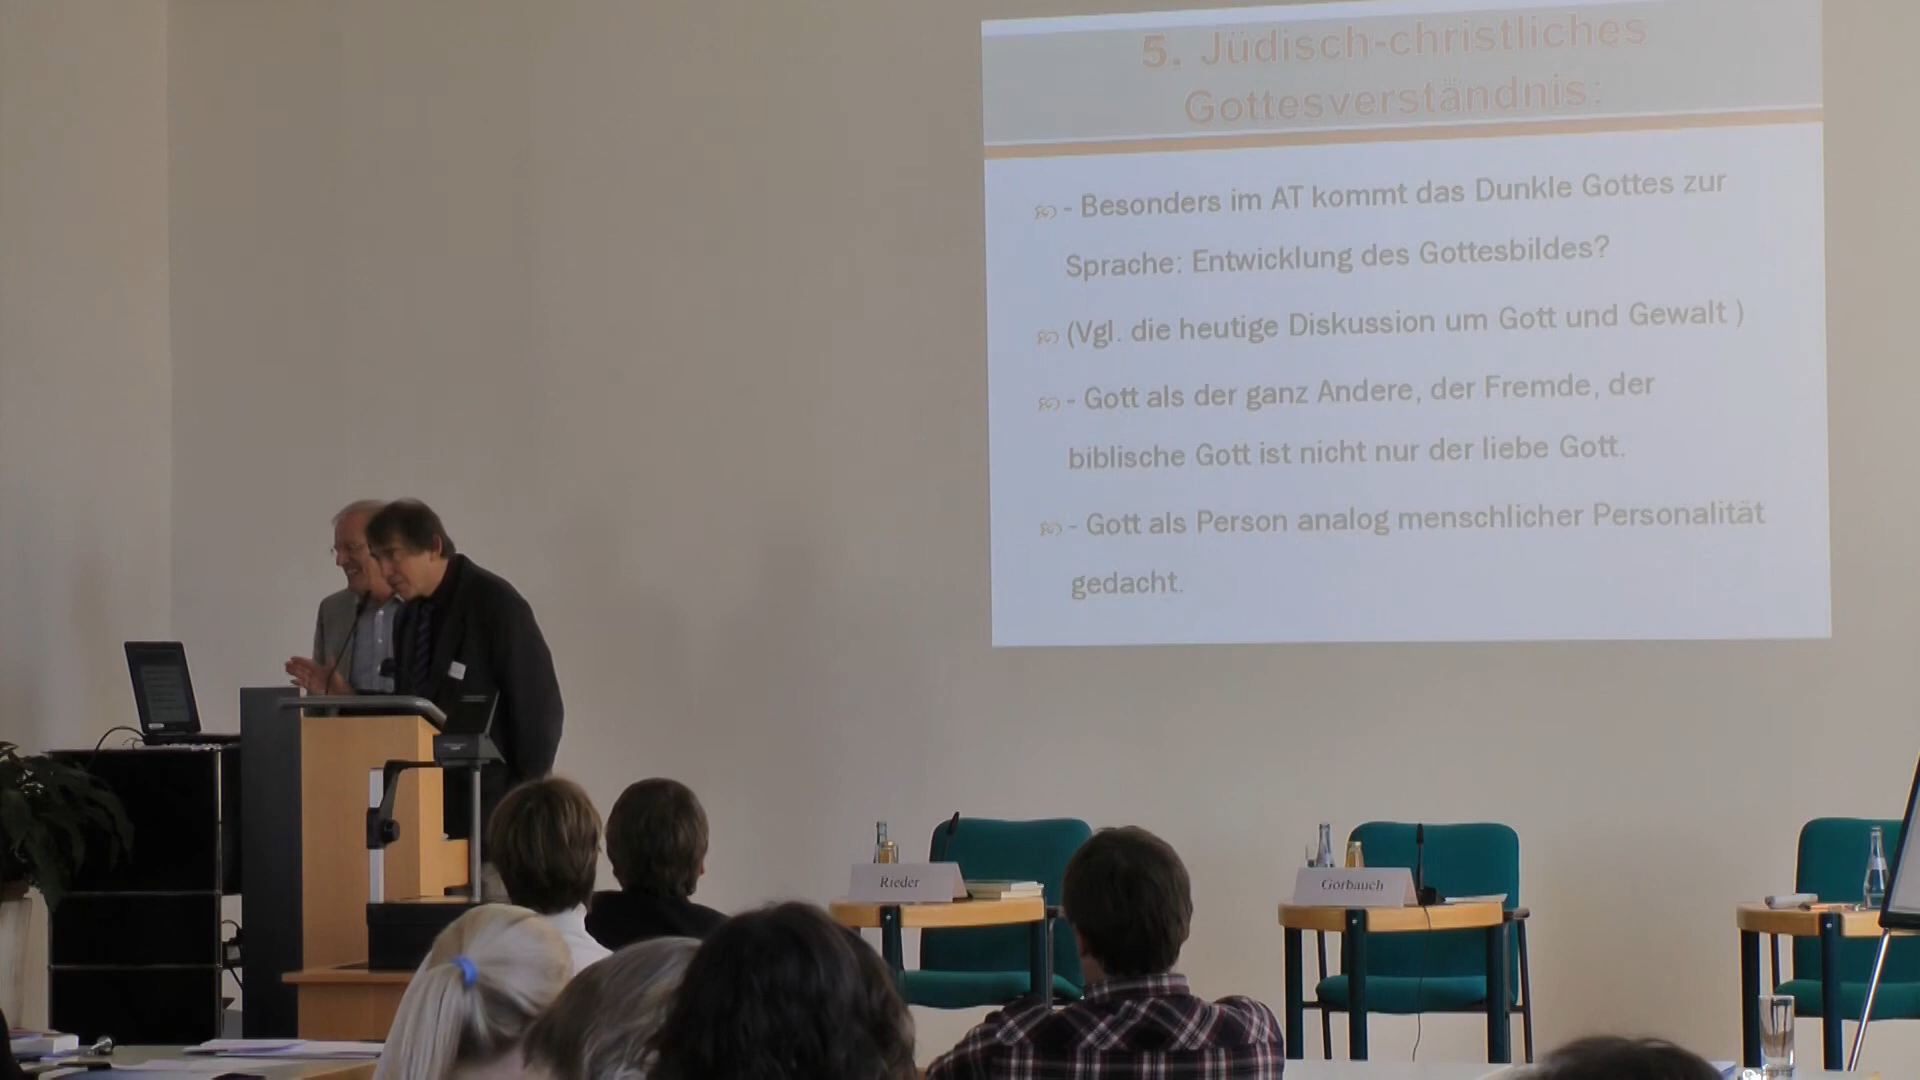 5. Jüdisch-christliches
Gottesverständnis:
- Besonders im AT kommt das Dunkle Gottes zur
Sprache: Entwicklung des Gottesbildes?
(Vgl. die heutige Diskussion um Gott und Gewalt )
- Gott als der ganz Andere, der Fremde, der
biblische Gott ist nicht nur der liebe Gott.
- Gott als Person analog menschlicher Personalität
gedacht.
Rieder
Gorbauch